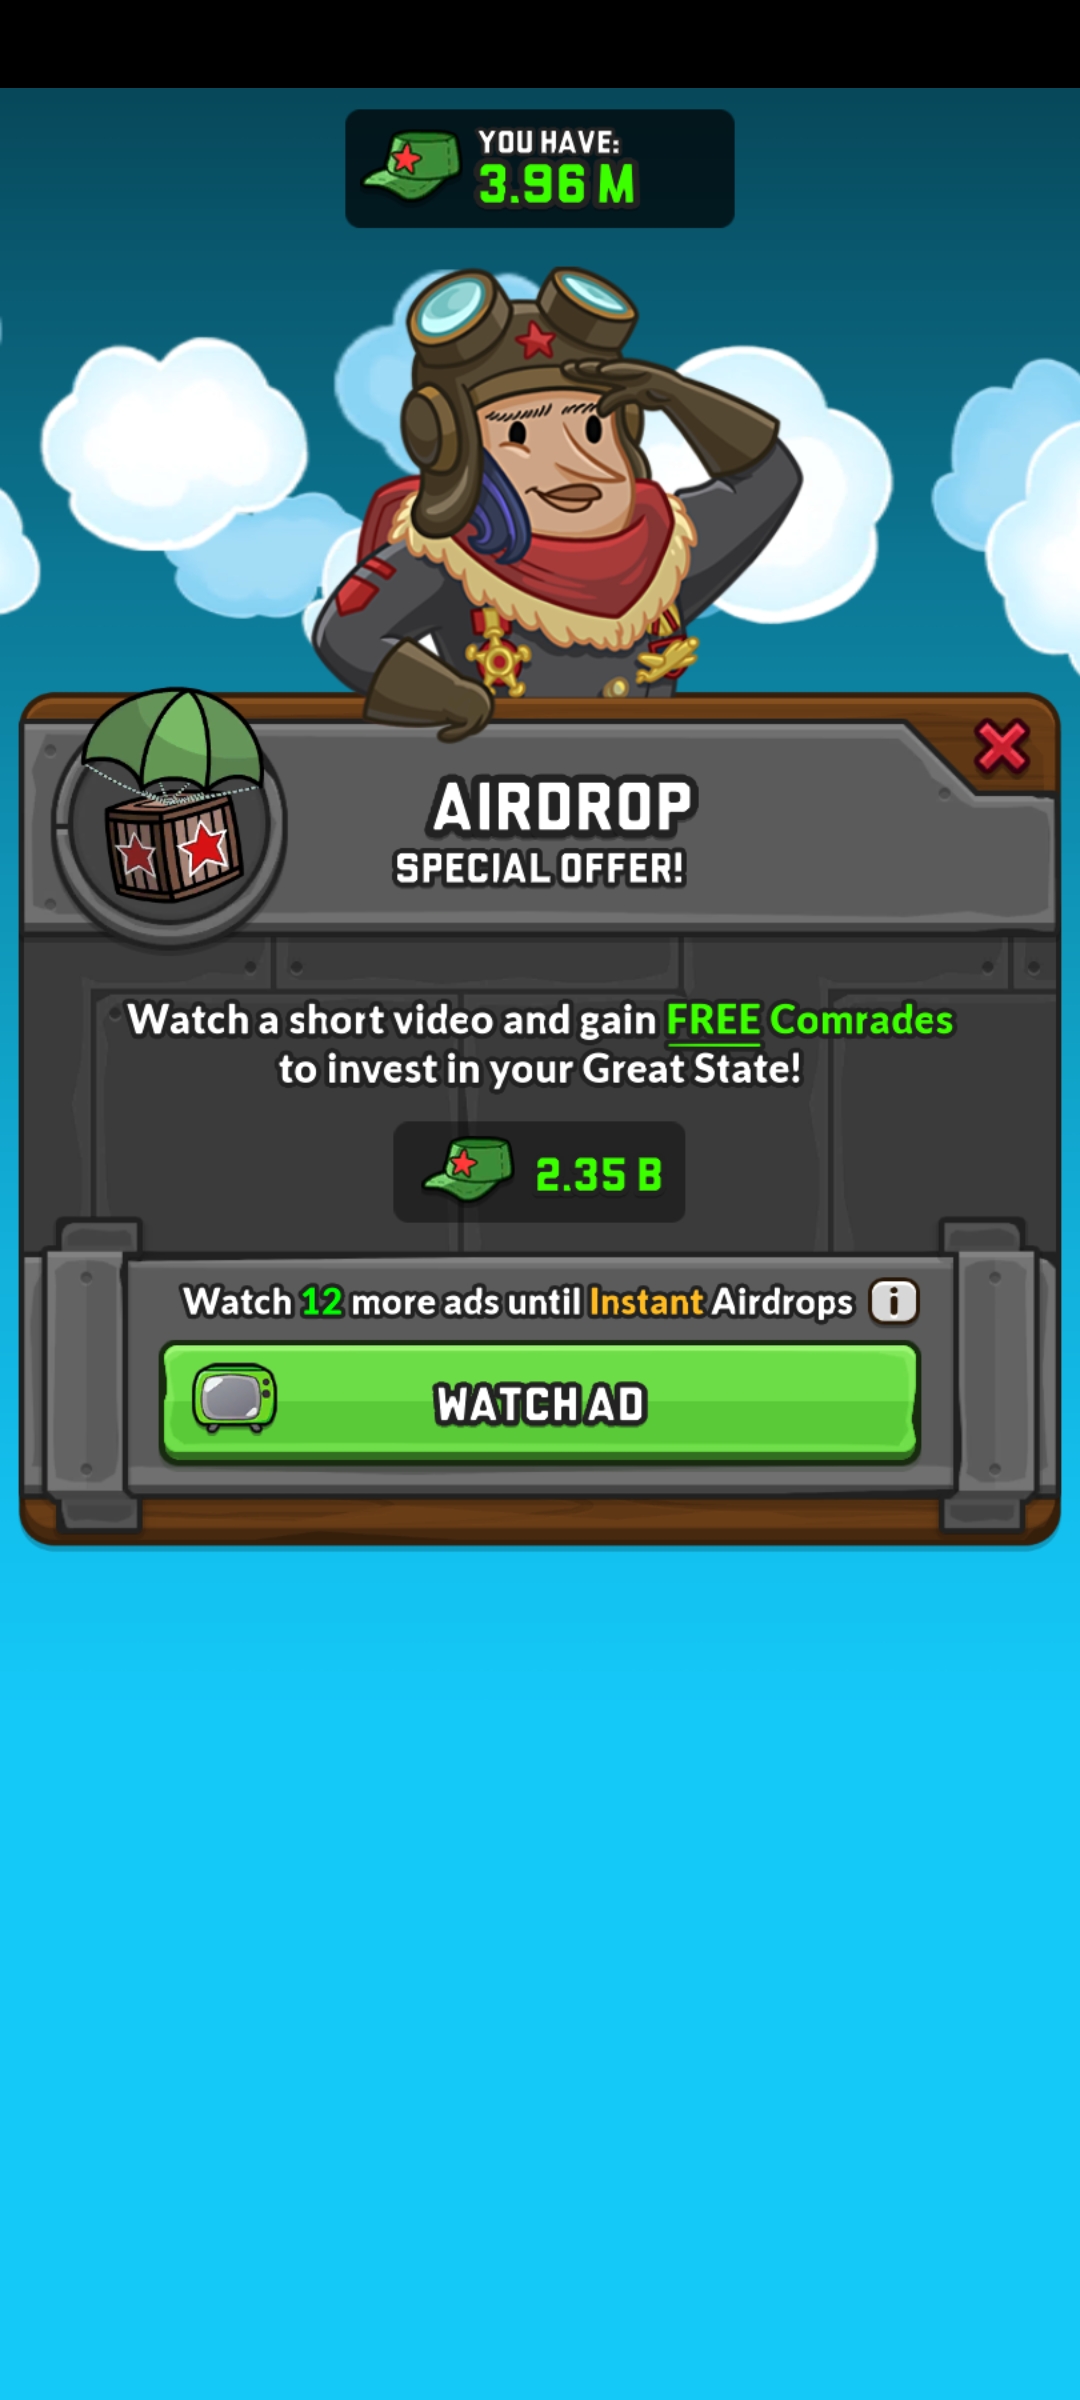 YOU HAVE:
3.96 M
AIRDROP
SPECIAL OFFER!
Watch a short video and gain FREE Comrades
to invest in your Great State!
2.35 B
Watch 12 more ads until Instant Airdrops i
WATCH AD